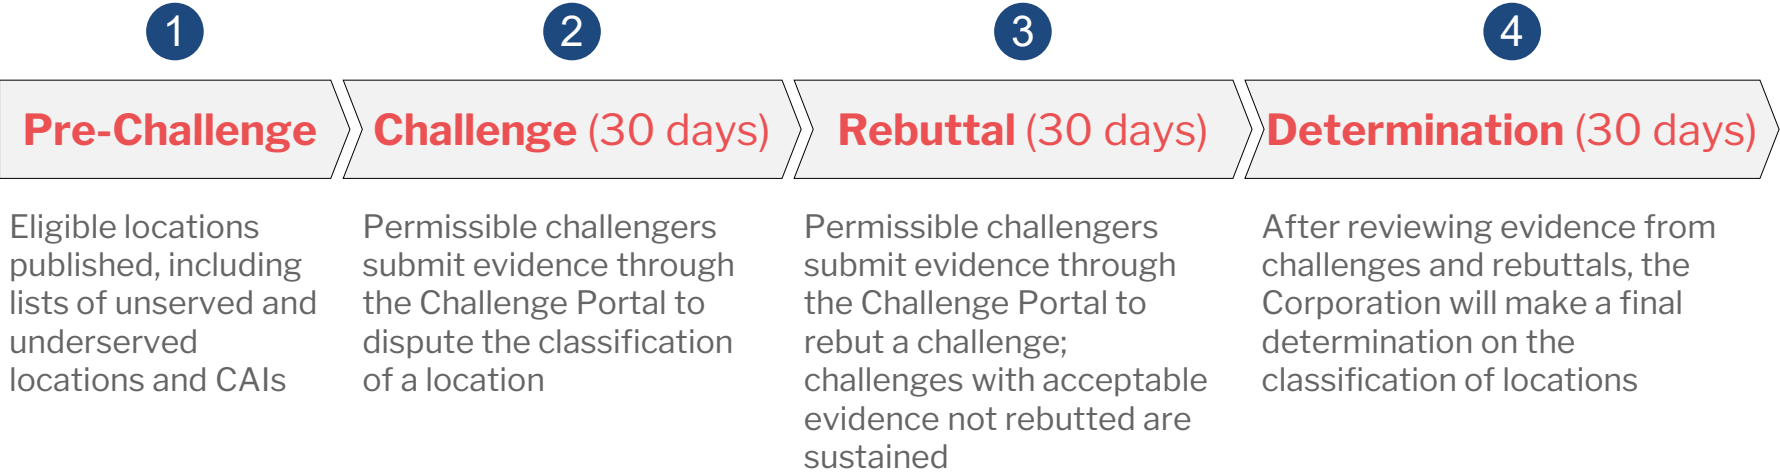 1
2
3
4
Pre-Challenge
Challenge (30 days)
Rebuttal (30 days)
Determination (30 days)
Eligible locations
published, including
lists of unserved and
underserved
locations and CAIs
Permissible challengers
submit evidence through
the Challenge Portal to
dispute the classification
of a location
Permissible challengers
submit evidence through
the Challenge Portal to
rebut a challenge;
challenges with acceptable
evidence not rebutted are
sustained
After reviewing evidence from
challenges and rebuttals, the
Corporation will make a final
determination on the
classification of locations